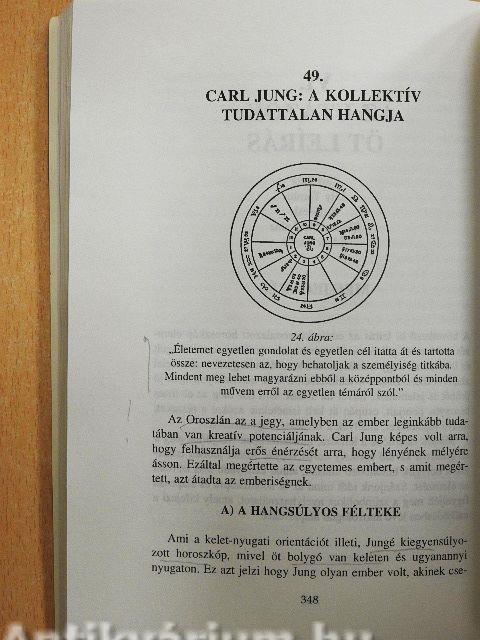 49.
CARL JUNG: A KOLLEKTÍV
TUDATTALAN HANGJA
CARL
JUNG
24. ábra:
„Életemet egyetlen gondolat és egyetlen cél itatta át és tartotta
össze: nevezetesen az, hogy behatoljak a személyiség titkába.
Mindent meg lehet magyarázni ebből a középpontból és minden
művem erről az egyetlen témáról szól.”
Az Oroszlán az a jegy, amelyben az ember leginkább tuda-
tában van kreatív potenciáljának. Carl Jung képes volt arra,
hogy felhasználja erős énérzését arra, hogy lényének mélyére
ásson. Ezáltal megértette az egyetemes embert, s amit megér-
tett, azt átadta az emberiségnek.
A) A HANGSÚLYOS FÉLTEKE
Ami a kelet-nyugati orientációt illeti, Jungé kiegyensúlyo-
zott horoszkóp, mivel öt bolygó van keleten és ugyanannyi
nyugaton. Ez azt jelzi hogy Jung olyan ember volt, akinek cse-
348
Antikvárium.hu